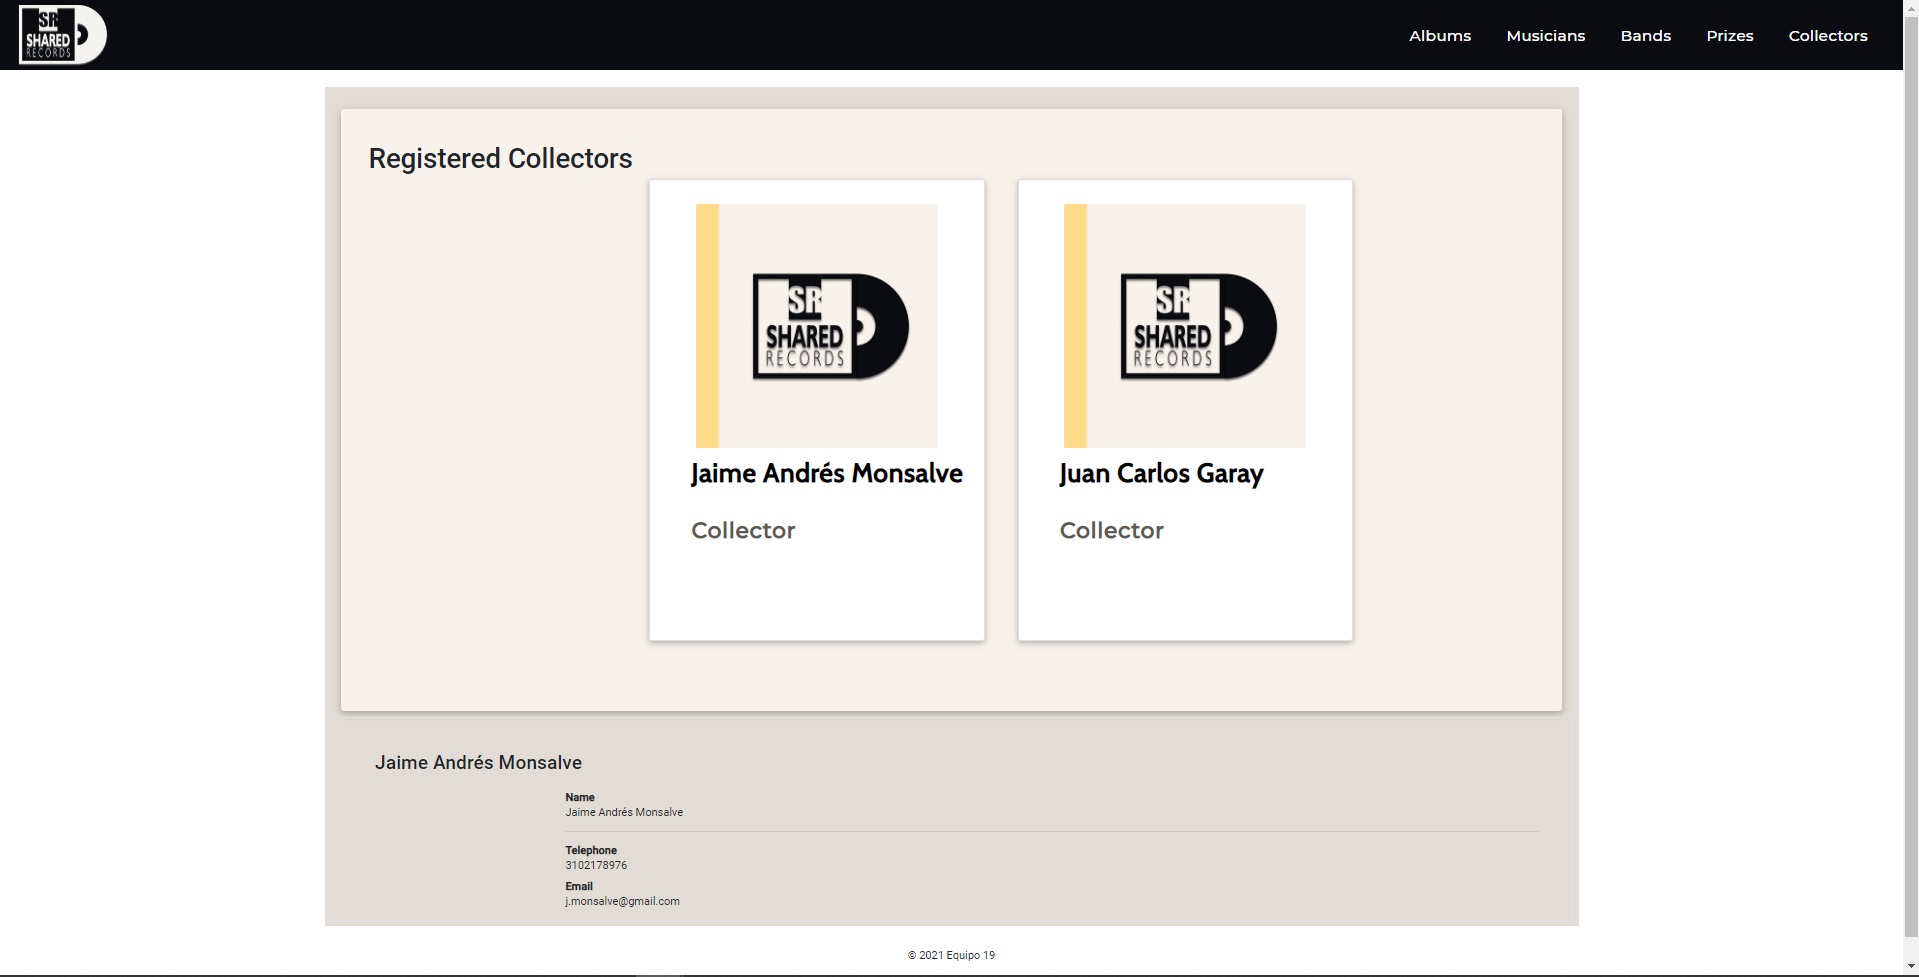 SR
SHARED
RECORDS
Albums Musicians Bands Prizes Collectors
Registered Collectors
SR
SHARED
RECORDS
Jaime Andrés Monsalve
Collector
SR
SHARED
RECORDS
Juan Carlos Garay
Collector
Jaime Andrés Monsalve
Name
Jaime Andrés Monsalve
Telephone
3102178976
Email
j.monsalve@gmail.com
© 2021 Equipo 19